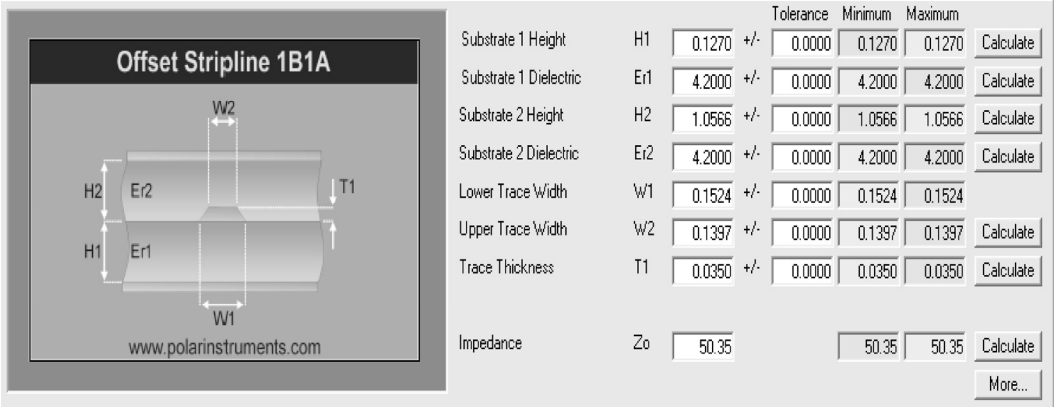 Offset Stripline 1B1A
W2
H2 Er2 T1
H1 Er1
W1
www.polarinstruments.com
Tolerance Minimum Maximum
Substrate 1 Height H1 0.1270 +/- 0.0000 0.1270 0.1270 Calculate
Substrate 1 Dielectric Er1 4.2000 +/- 0.0000 4.2000 4.2000 Calculate
Substrate 2 Height H2 1.0566 +/- 0.0000 1.0566 1.0566 Calculate
Substrate 2 Dielectric Er2 4.2000 +/- 0.0000 4.2000 4.2000 Calculate
Lower Trace Width W1 0.1524 +/- 0.0000 0.1524 0.1524
Upper Trace Width W2 0.1397 +/- 0.0000 0.1397 0.1397 Calculate
Trace Thickness T1 0.0350 +/- 0.0000 0.0350 0.0350 Calculate
Impedance Zo 50.35 50.35 50.35 Calculate
More...